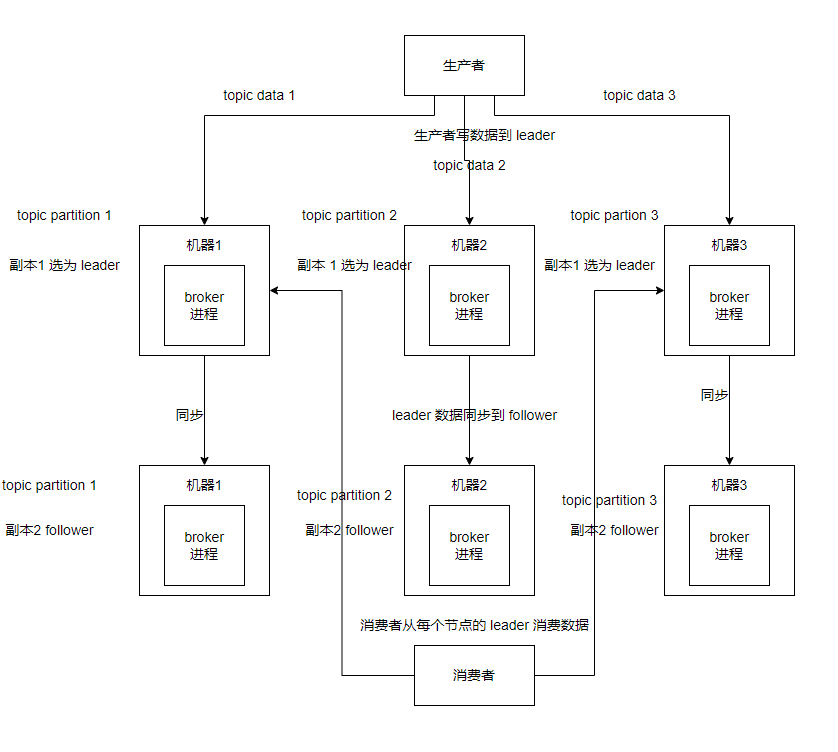 生产者
topic data 1
topic data 3
生产者写数据到 leader
topic data 2
topic partition 1
topic partition 2
topic partion 3
机器1
机器2
机器3
副本1 选为 leader
副本 1 选为 leader
副本1 选为 leader
broker
进程
broker
进程
broker
进程
同步
leader 数据同步到 follower
同步
topic partition 1
机器1
topic partition 2
机器2
topic partition 3
机器3
副本2 follower
副本2 follower
副本2 follower
broker
进程
broker
进程
broker
进程
消费者从每个节点的 leader 消费数据
消费者